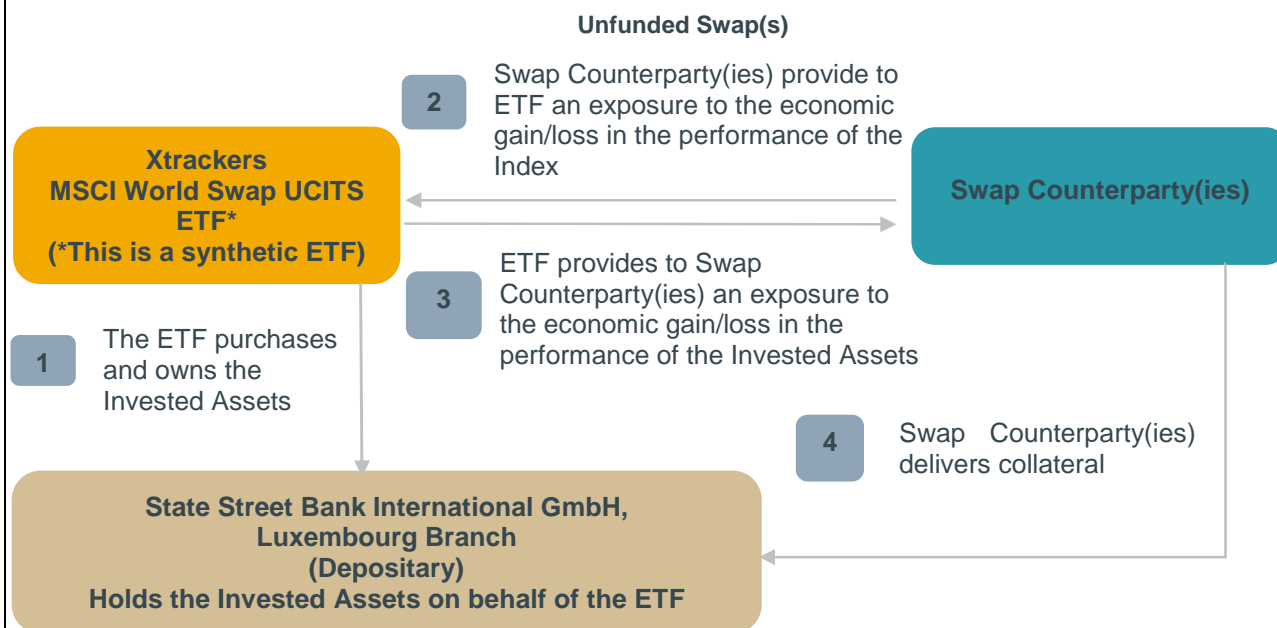 Unfunded Swap(s)
2
Swap Counterparty(ies) provide to
ETF an exposure to the economic
gain/loss in the performance of the
Index
Xtrackers
MSCI World Swap UCITS
ETF*
(*This is a synthetic ETF)
Swap Counterparty(ies)
3
ETF provides to Swap
Counterparty(ies) an exposure to
the economic gain/loss in the
performance of the Invested Assets
1
The ETF purchases
and owns the
Invested Assets
4
Swap Counterparty(ies)
delivers collateral
State Street Bank International GmbH,
Luxembourg Branch
(Depositary)
Holds the Invested Assets on behalf of the ETF